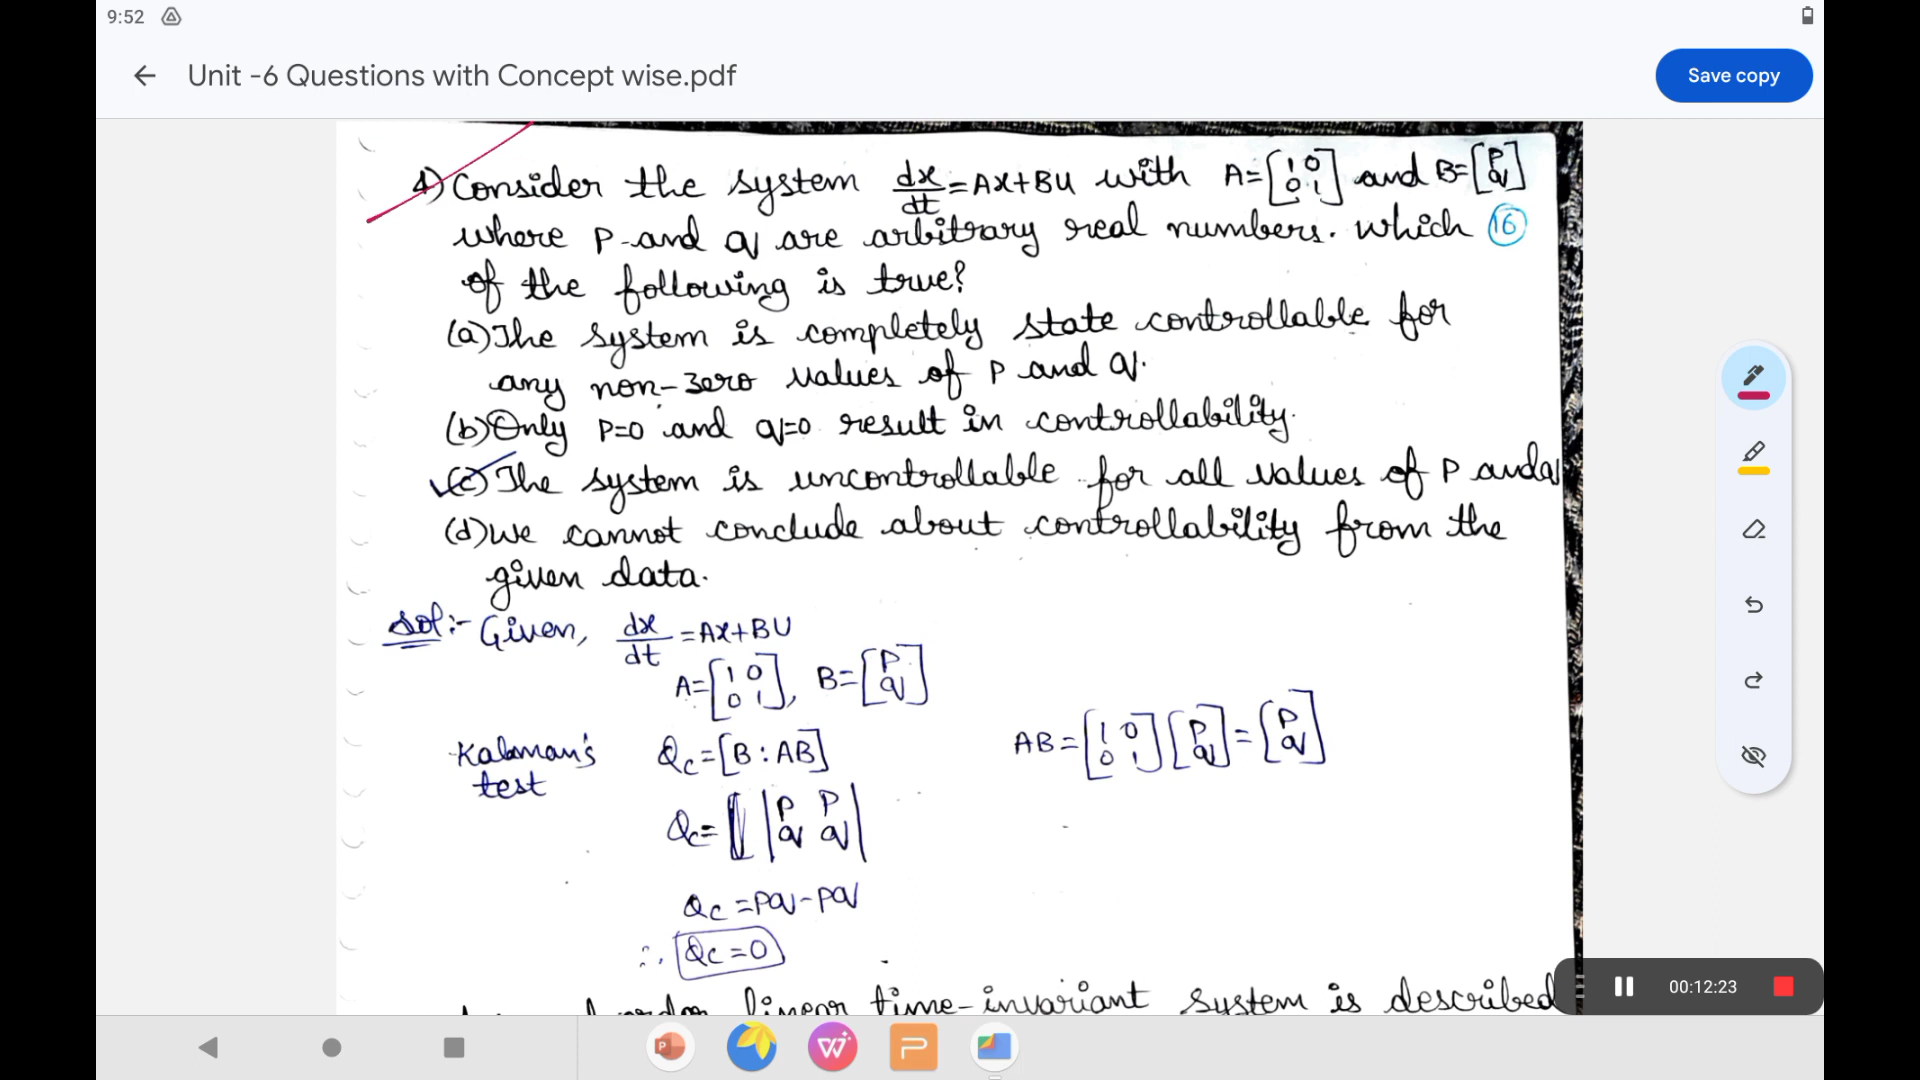 9:52
Unit -6 Questions with Concept wise.pdf
Save copy
4) Consider the system dx/dt = AX+BU with A=[1 0; 0 1] and B=[P; q]
where P and q are arbitrary real numbers. which 16
of the following is true?
(a) The system is completely state controllable for
any non-zero values of P and q.
(b) Only P=0 and q=0 result in controllability.
(c) The system is uncontrollable for all values of P and q
(d) We cannot conclude about controllability from the
given data.
Sol:- Given, dx/dt = AX+BU
A=[1 0; 0 1], B=[P; q]
Kalman's test Qc=[B : AB] AB=[1 0; 0 1][P; q]=[P; q]
Qc= |P P; q q|
Qc = Pq-Pq
∴ Qc=0
linear time-invariant system is described
00:12:23